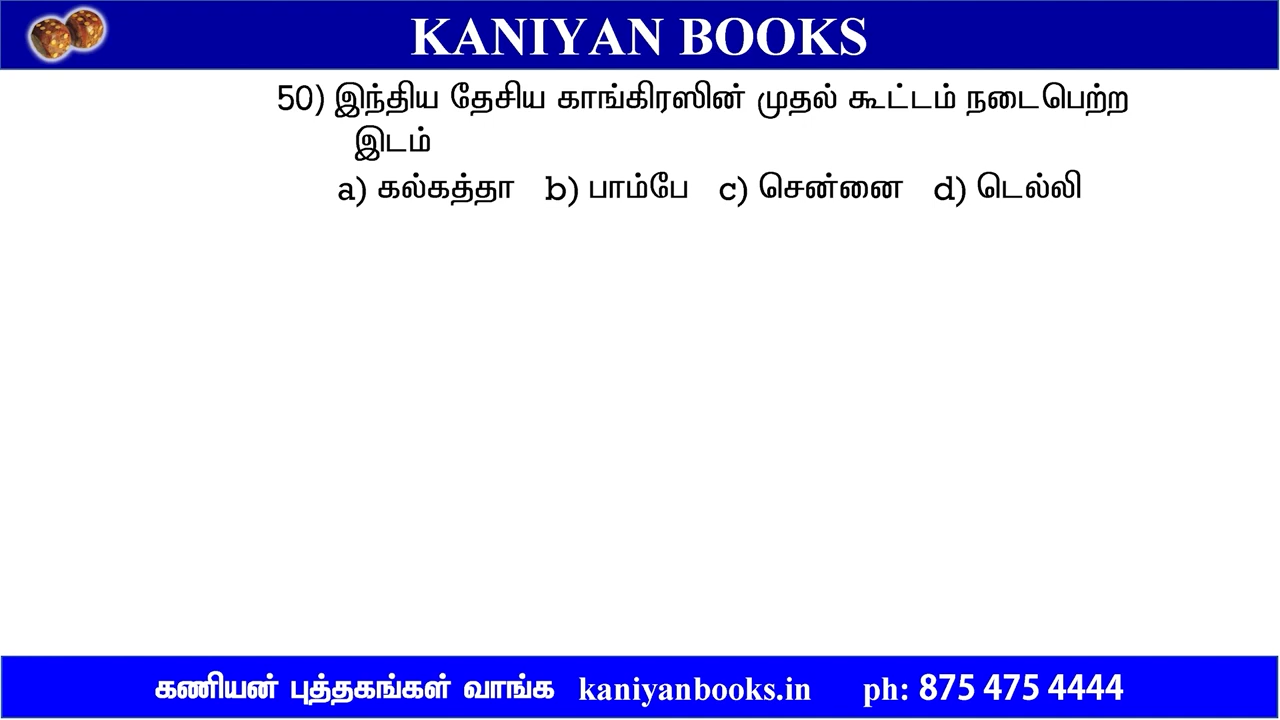 KANIYAN BOOKS
50) இந்திய தேசிய காங்கிரஸின் முதல் கூட்டம் நடைபெற்ற
இடம்
a) கல்கத்தா b) பாம்பே c) சென்னை d) டெல்லி
கணியன் புத்தகங்கள் வாங்க kaniyanbooks.in ph: 875 475 4444